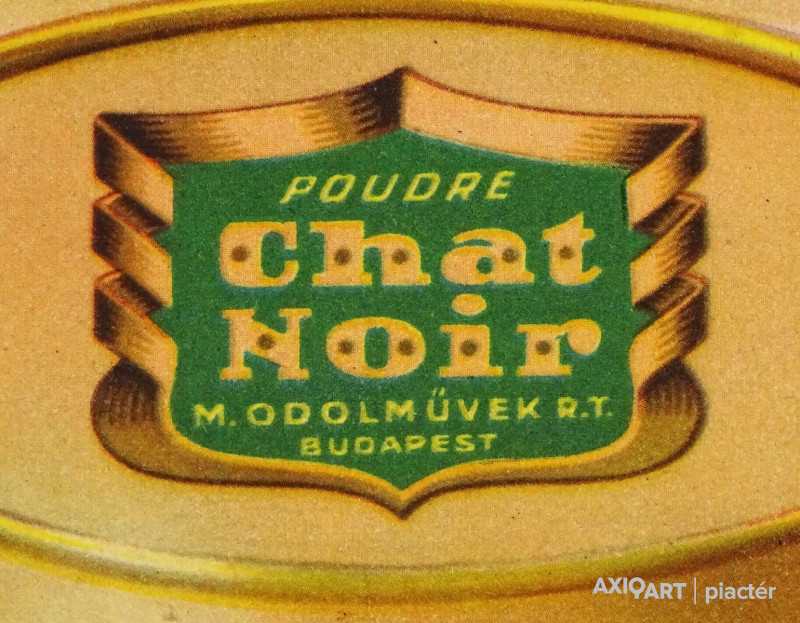 POUDRE
Chat
Noir
M. ODOLMŰVEK R.T.
BUDAPEST
AXIOART | piactér